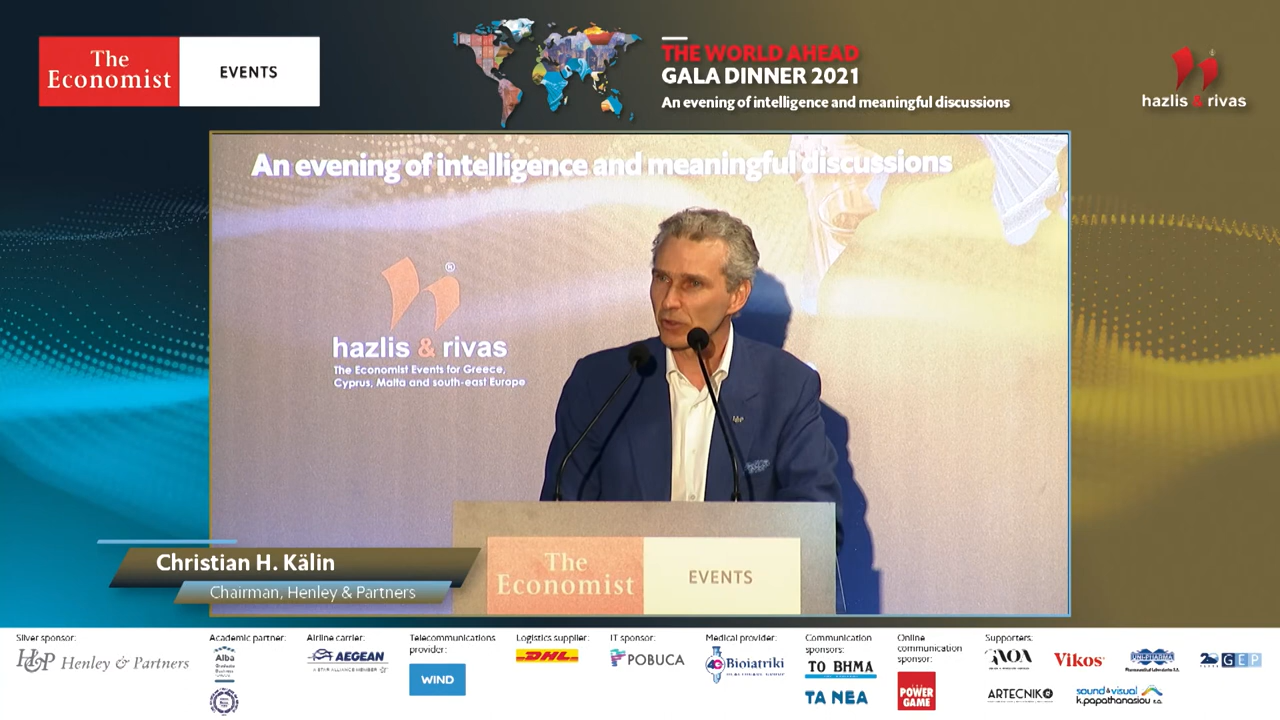 The
Economist
EVENTS
THE WORLD AHEAD
GALA DINNER 2021
An evening of intelligence and meaningful discussions
hazlis & rivas
An evening of intelligence and meaningful discussions
hazlis & rivas
The Economist Events for Greece,
Cyprus, Malta and south-east Europe
The
Economist
EVENTS
Christian H. Kälin
Chairman, Henley & Partners
Silver sponsor:
H&P Henley & Partners
Academic partner:
Alba
Airline carrier:
AEGEAN
A STAR ALLIANCE MEMBER
Telecommunications
provider:
WIND
Logistics supplier:
DHL
IT sponsor:
POBUCA
Medical provider:
Bioiatriki
Communication
sponsors:
TO BHMA
TA NEA
Online
communication
sponsor:
POWER
GAME
Supporters:
Vikos
GEP
ARTECNIKO
sound & visual
k.papathanasiou s.a.